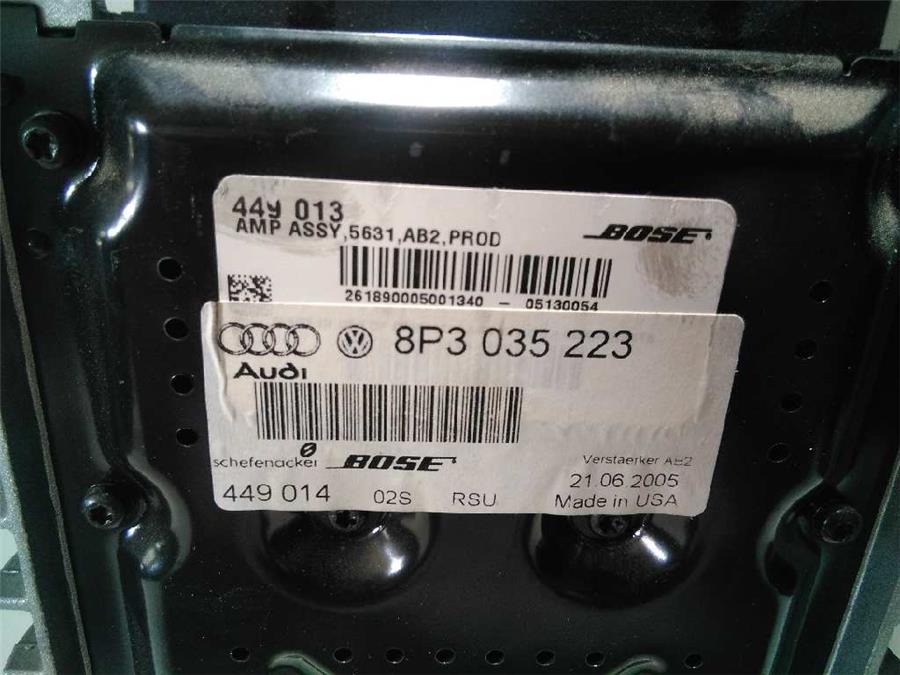 449 013
AMP ASSY,5631,AB2,PROD
BOSE
261890005001340 - 05130054
Audi
8P3 035 223
schefenacker BOSE
Verstaerker AB2
21.06.2005
449 014 02S RSU
Made in USA